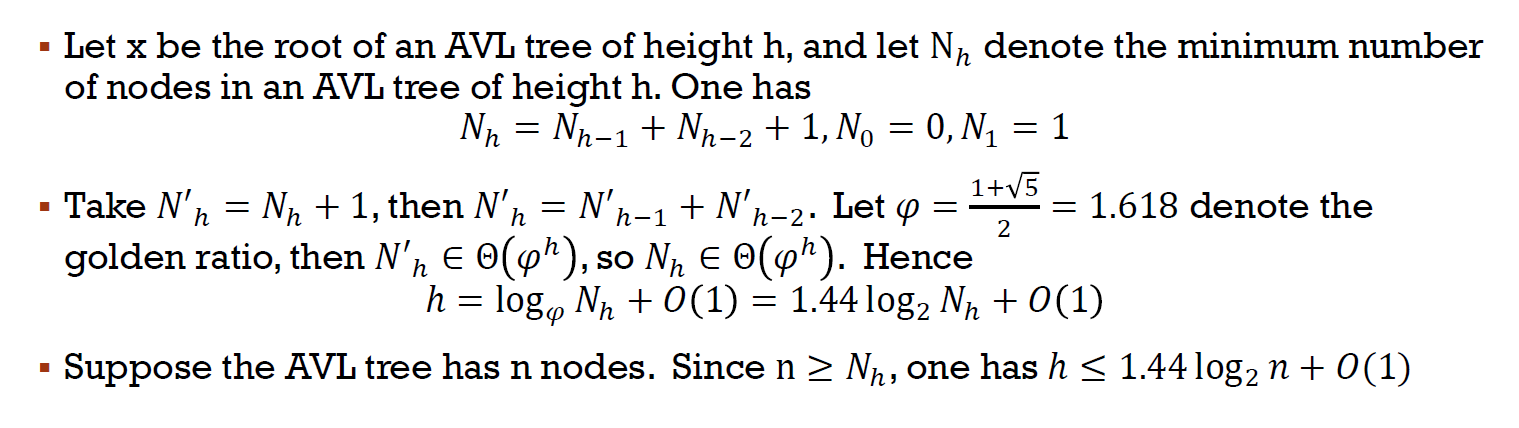 ▪ Let x be the root of an AVL tree of height h, and let N_h denote the minimum number
of nodes in an AVL tree of height h. One has
N_h = N_{h−1} + N_{h−2} + 1, N_0 = 0, N_1 = 1
▪ Take N'_h = N_h + 1, then N'_h = N'_{h−1} + N'_{h−2}. Let φ = (1+√5)/2 = 1.618 denote the
golden ratio, then N'_h ∈ Θ(φ^h), so N_h ∈ Θ(φ^h). Hence
h = log_φ N_h + O(1) = 1.44 log_2 N_h + O(1)
▪ Suppose the AVL tree has n nodes. Since n ≥ N_h, one has h ≤ 1.44 log_2 n + O(1)